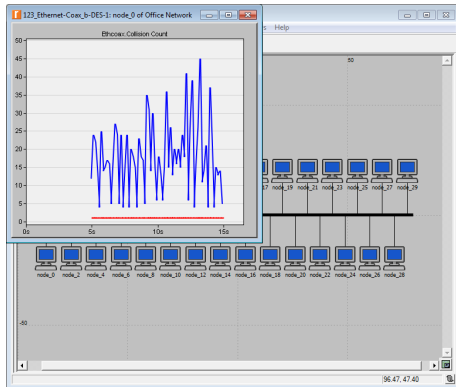 123_Ethernet-Coax_b-DES-1: node_0 of Office Network
Help
Ethcoax.Collision Count
50
45
40
35
30
25
20
15
10
5
0
0s 5s 10s 15s
50
node_19 node_21 node_23 node_25 node_27 node_29
node_0 node_2 node_4 node_6 node_8 node_10 node_12 node_14 node_16 node_18 node_20 node_22 node_24 node_26 node_28
-50
96.47, 47.40